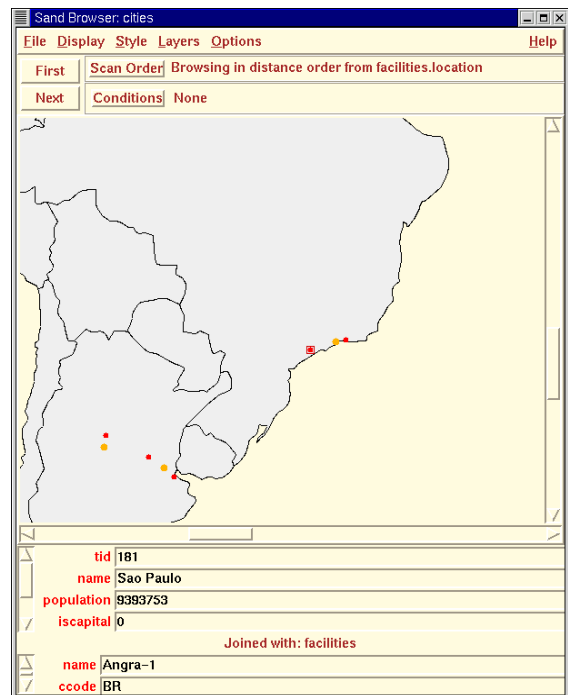 Sand Browser: cities
File Display Style Layers Options Help
First Scan Order Browsing in distance order from facilities.location
Next Conditions None
tid 181
name Sao Paulo
population 9393753
iscapital 0
Joined with: facilities
name Angra-1
ccode BR